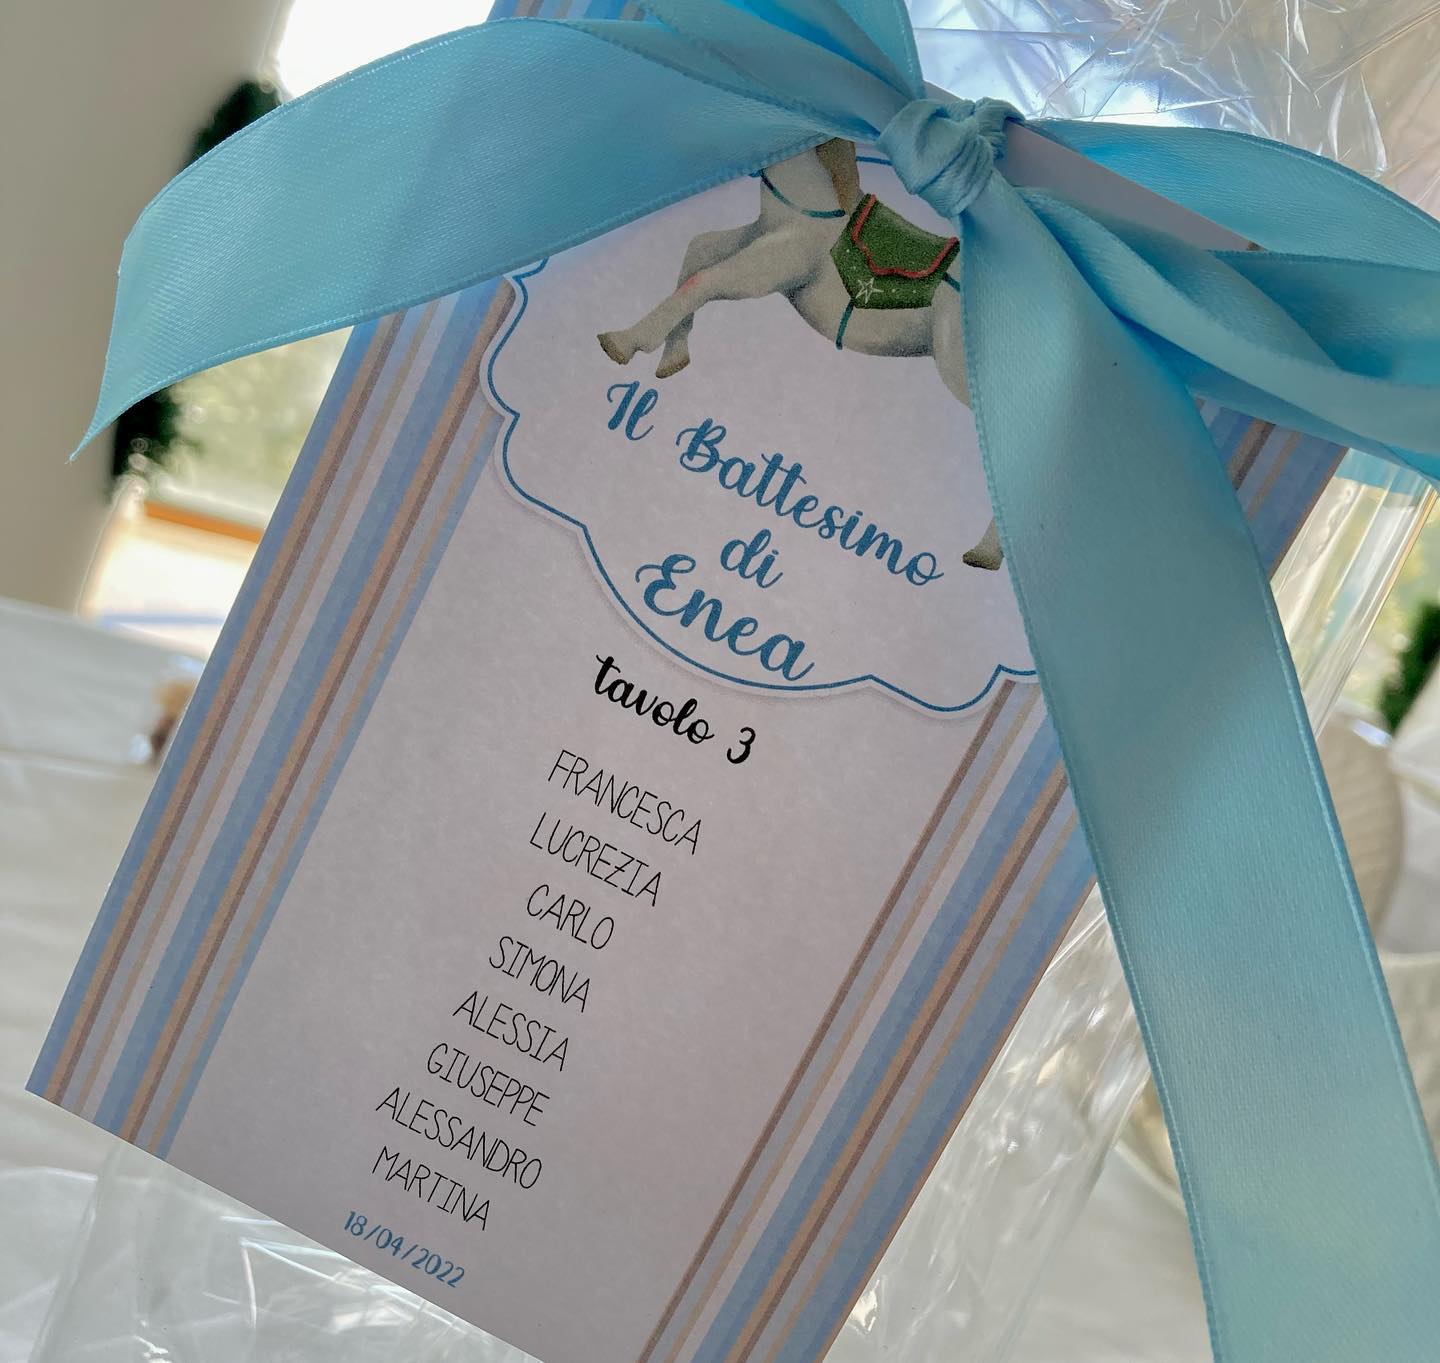 Il Battesimo
di
Enea
tavolo 3
FRANCESCA
LUCREZIA
CARLO
SIMONA
ALESSIA
GIUSEPPE
ALESSANDRO
MARTINA
18/04/2022